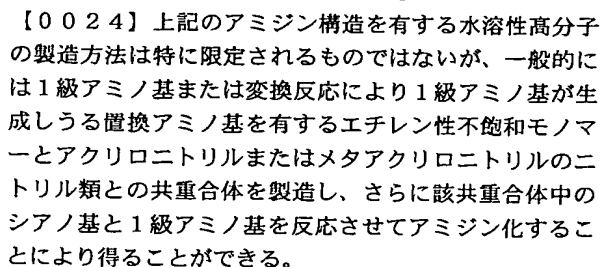 【００２４】上記のアミジン構造を有する水溶性高分子
の製造方法は特に限定されるものではないが、一般的に
は１級アミノ基または変換反応により１級アミノ基が生
成しうる置換アミノ基を有するエチレン性不飽和モノマ
ーとアクリロニトリルまたはメタアクリロニトリルのニ
トリル類との共重合体を製造し、さらに該共重合体中の
シアノ基と１級アミノ基を反応させてアミジン化するこ
とにより得ることができる。